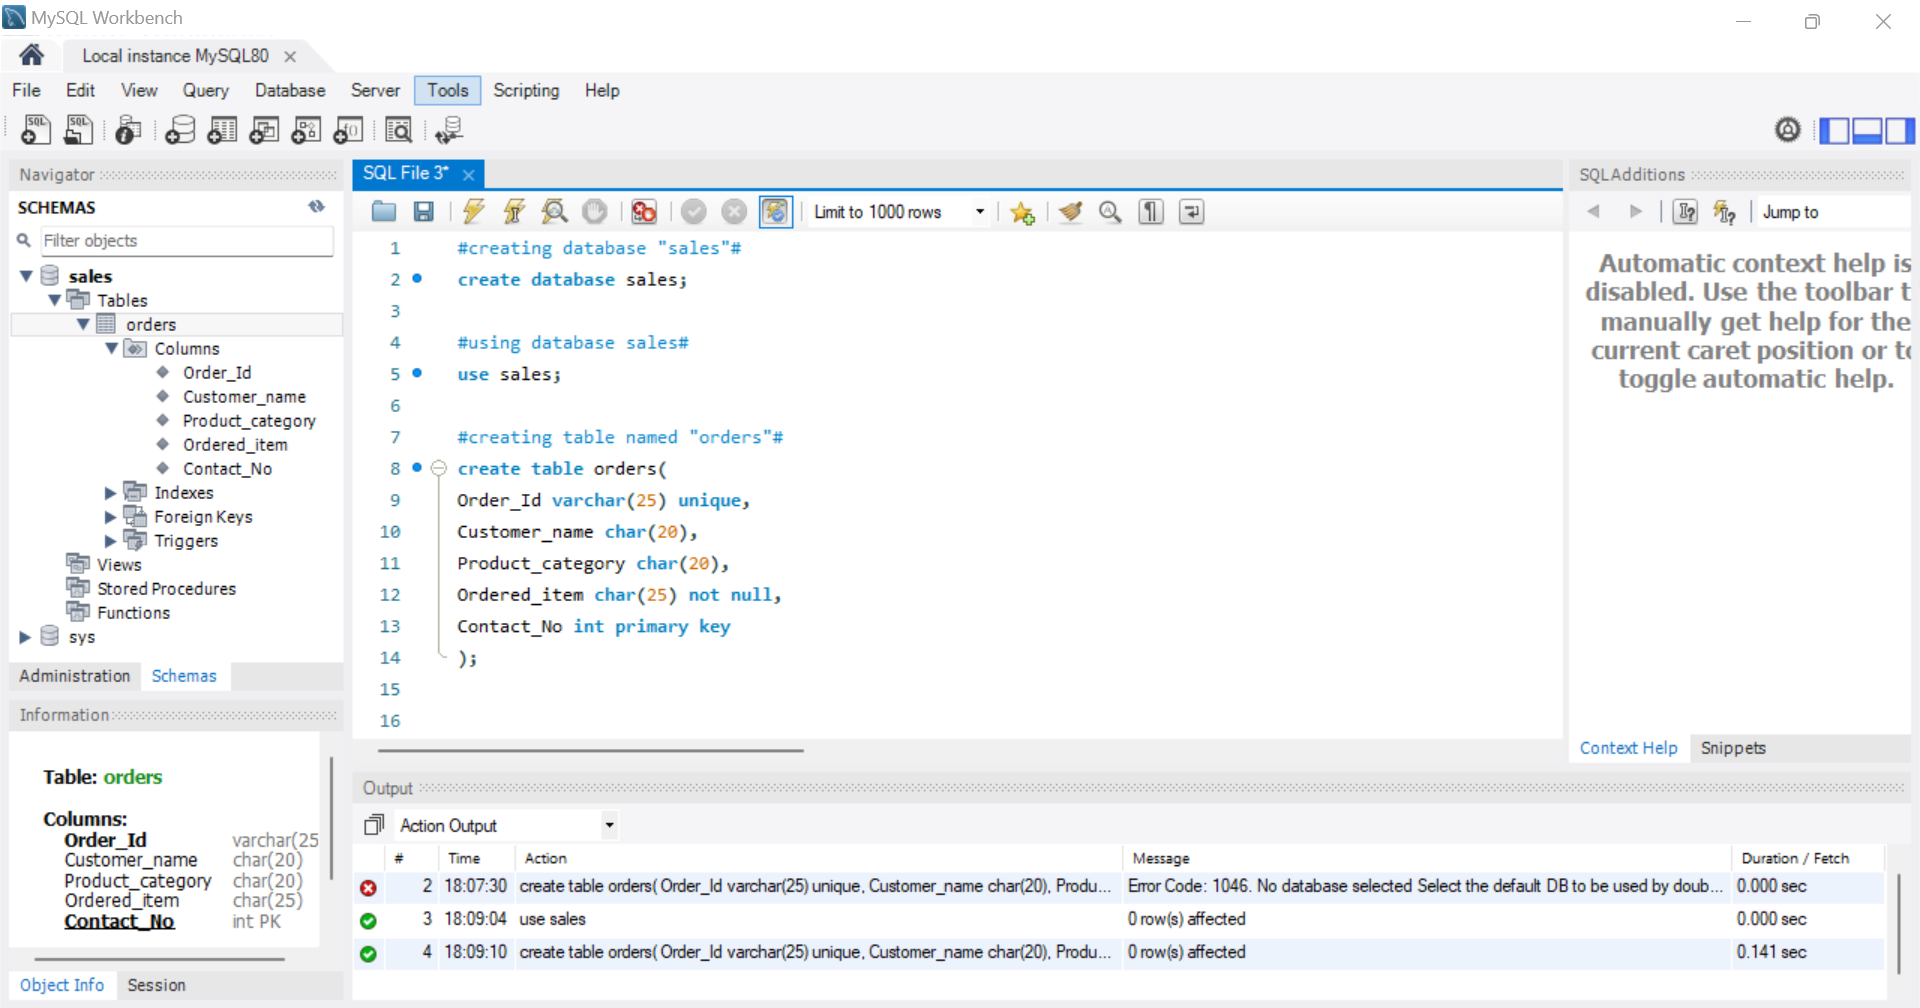 MySQL Workbench
Local instance MySQL80
File Edit View Query Database Server Tools Scripting Help
Navigator
SCHEMAS
Filter objects
sales
Tables
orders
Columns
Order_Id
Customer_name
Product_category
Ordered_item
Contact_No
Indexes
Foreign Keys
Triggers
Views
Stored Procedures
Functions
sys
Administration Schemas
Information
Table: orders
Columns:
Order_Id varchar(25
Customer_name char(20)
Product_category char(20)
Ordered_item char(25)
Contact_No int PK
Object Info Session
SQL File 3*
Limit to 1000 rows
1 #creating database "sales"#
2 create database sales;
3
4 #using database sales#
5 use sales;
6
7 #creating table named "orders"#
8 create table orders(
9 Order_Id varchar(25) unique,
10 Customer_name char(20),
11 Product_category char(20),
12 Ordered_item char(25) not null,
13 Contact_No int primary key
14 );
15
16
SQLAdditions
Jump to
Automatic context help is
disabled. Use the toolbar t
manually get help for the
current caret position or to
toggle automatic help.
Context Help Snippets
Output
Action Output
# Time Action Message Duration / Fetch
2 18:07:30 create table orders( Order_Id varchar(25) unique, Customer_name char(20), Produ... Error Code: 1046. No database selected Select the default DB to be used by doub... 0.000 sec
3 18:09:04 use sales 0 row(s) affected 0.000 sec
4 18:09:10 create table orders( Order_Id varchar(25) unique, Customer_name char(20), Produ... 0 row(s) affected 0.141 sec